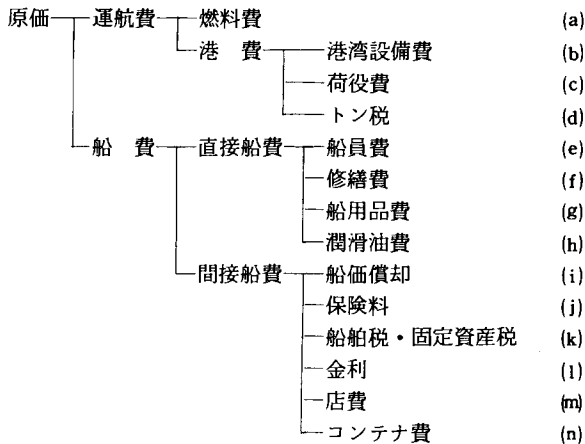 原価 運航費 燃料費 (a)
港 費 港湾設備費 (b)
荷役費 (c)
トン税 (d)
船 費 直接船費 船員費 (e)
修繕費 (f)
船用品費 (g)
潤滑油費 (h)
間接船費 船価償却 (i)
保険料 (j)
船舶税・固定資産税 (k)
金利 (l)
店費 (m)
コンテナ費 (n)